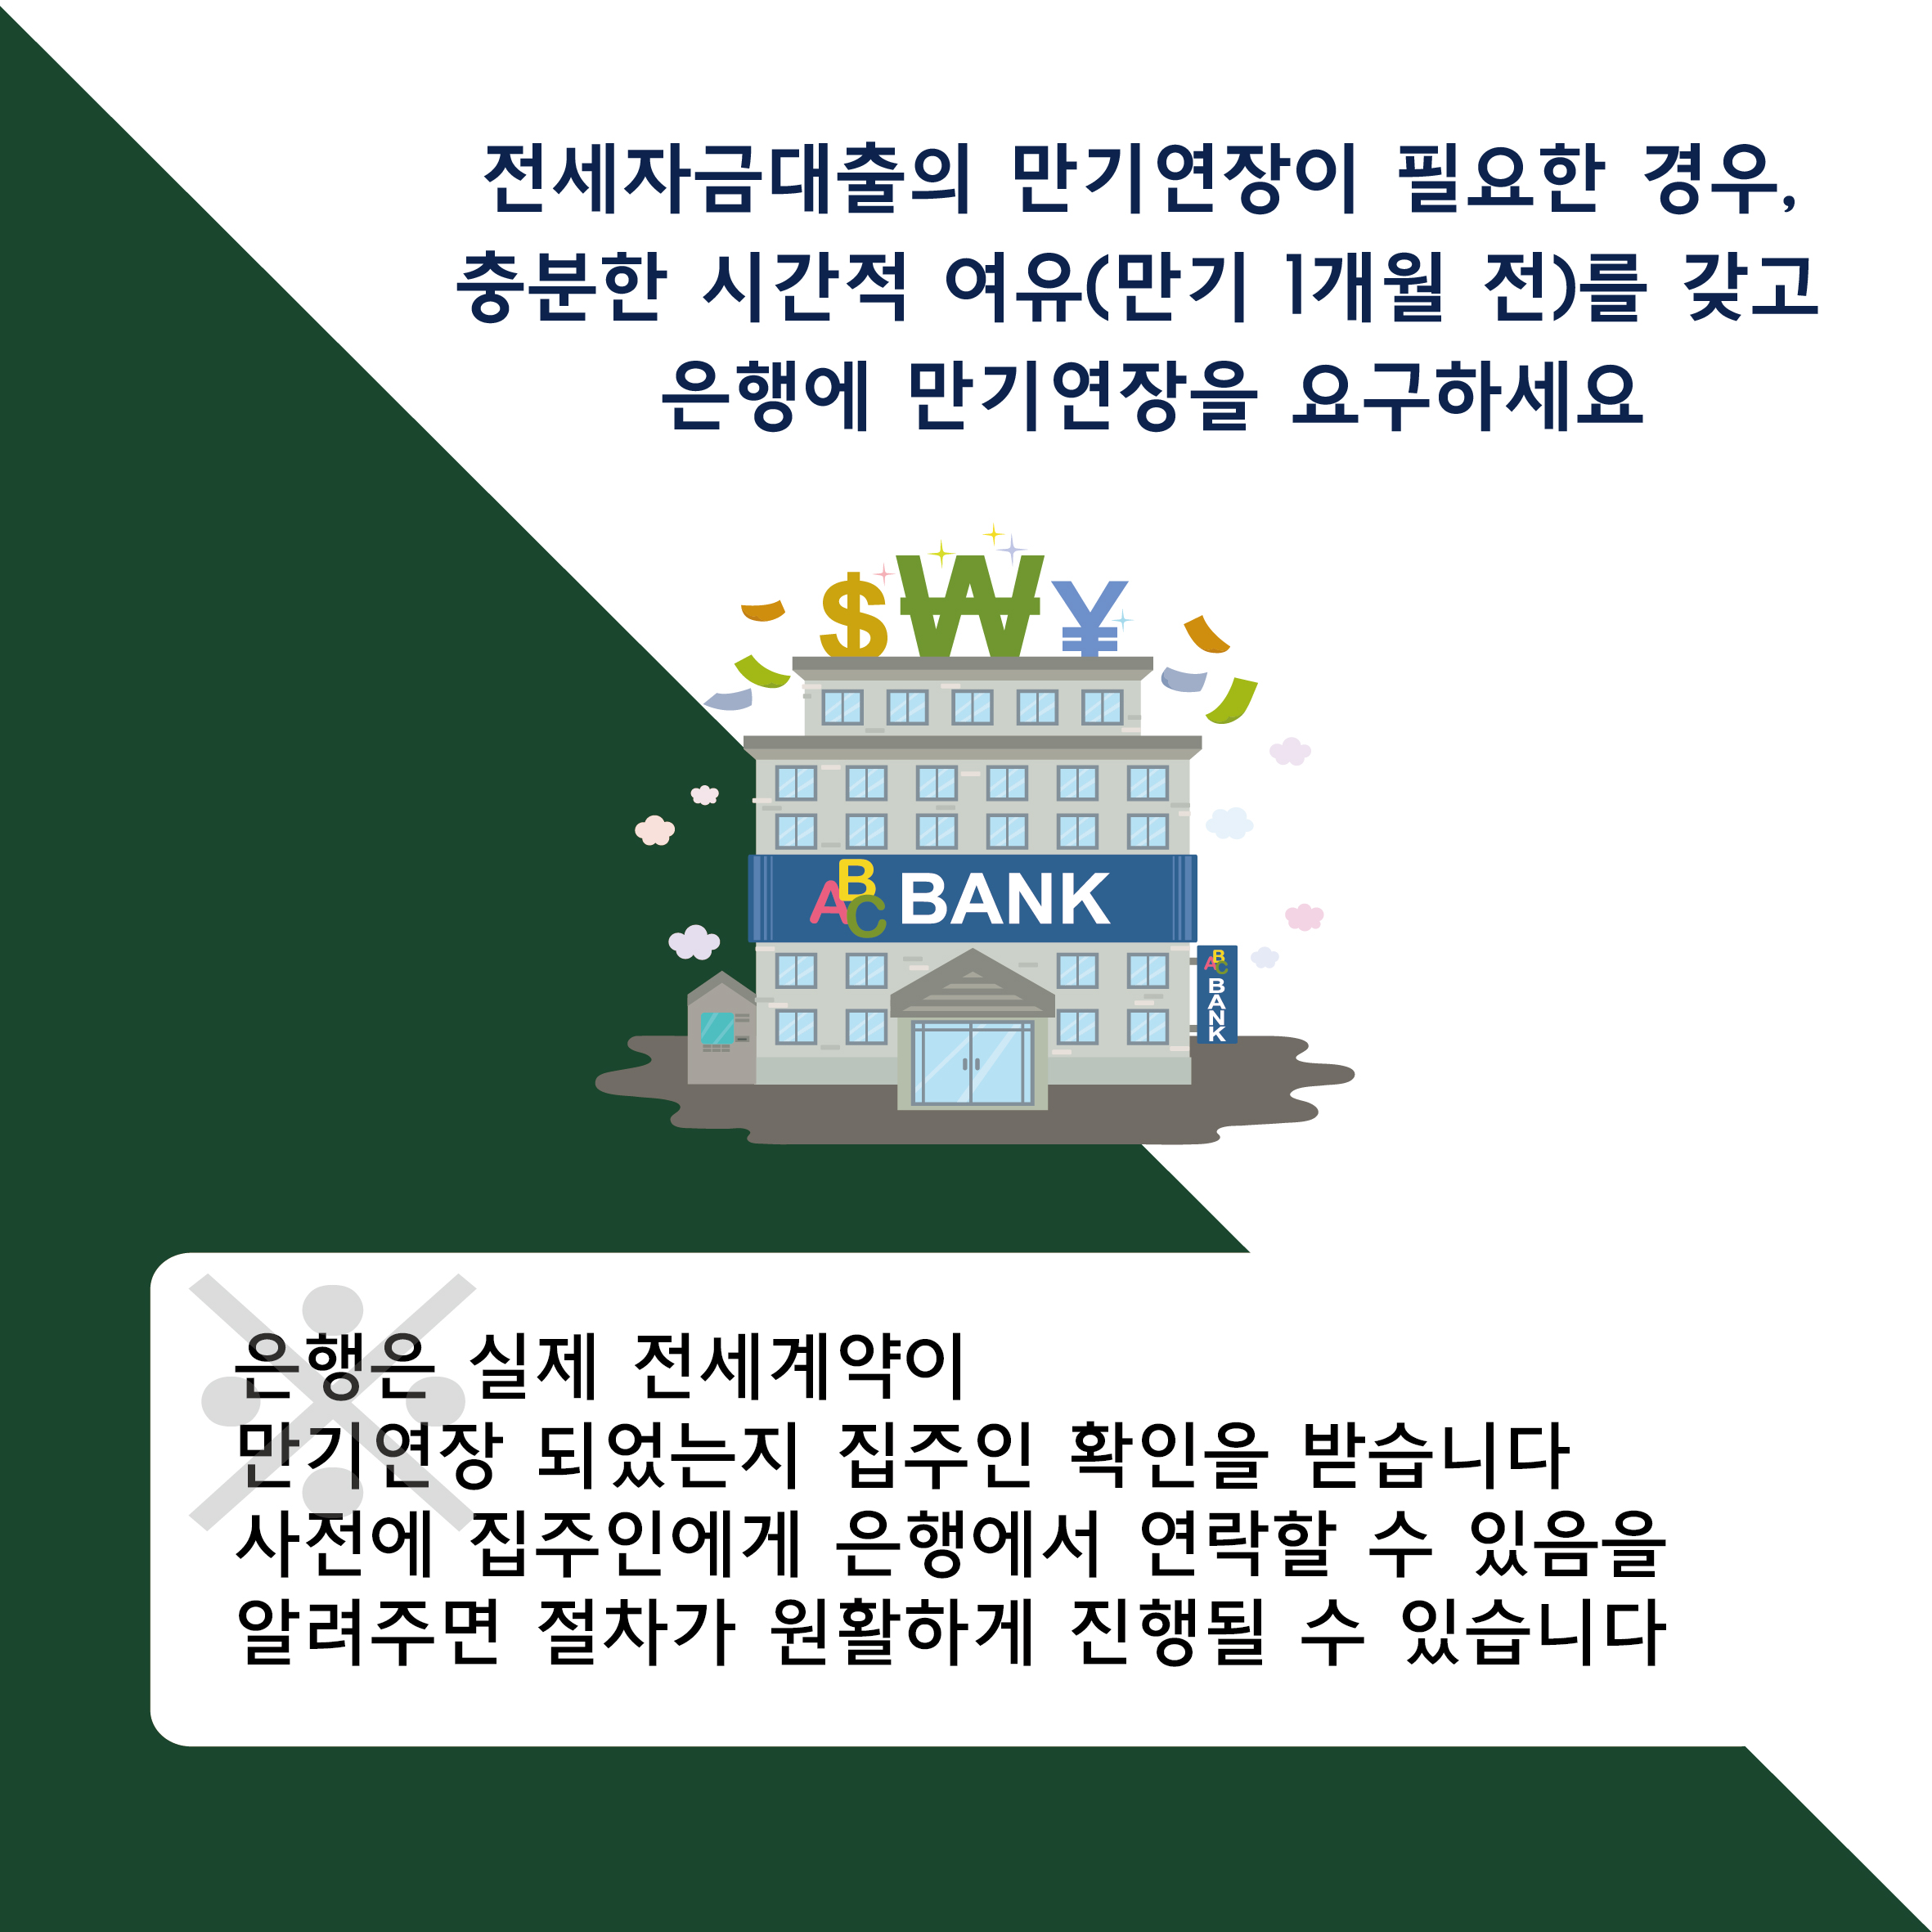 전세자금대출의 만기연장이 필요한 경우,
충분한 시간적 여유(만기 1개월 전)를 갖고
은행에 만기연장을 요구하세요
$ ₩ ¥
ABC BANK
ABC BANK
※
은행은 실제 전세계약이
만기연장 되었는지 집주인 확인을 받습니다
사전에 집주인에게 은행에서 연락할 수 있음을
알려주면 절차가 원활하게 진행될 수 있습니다